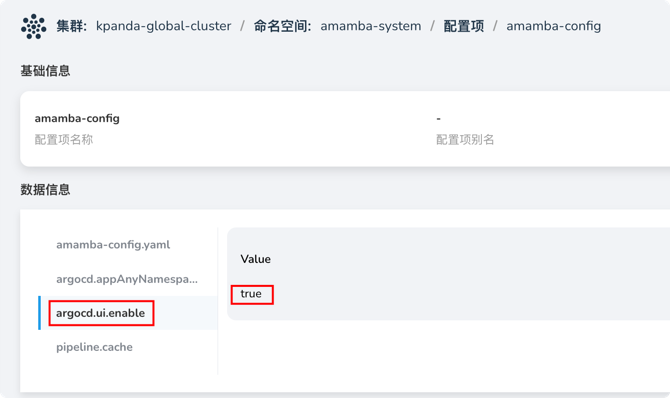 集群: kpanda-global-cluster / 命名空间: amamba-system / 配置项 / amamba-config
基础信息
amamba-config -
配置项名称 配置项别名
数据信息
amamba-config.yaml
argocd.appAnyNamespa...
argocd.ui.enable
pipeline.cache
Value
true